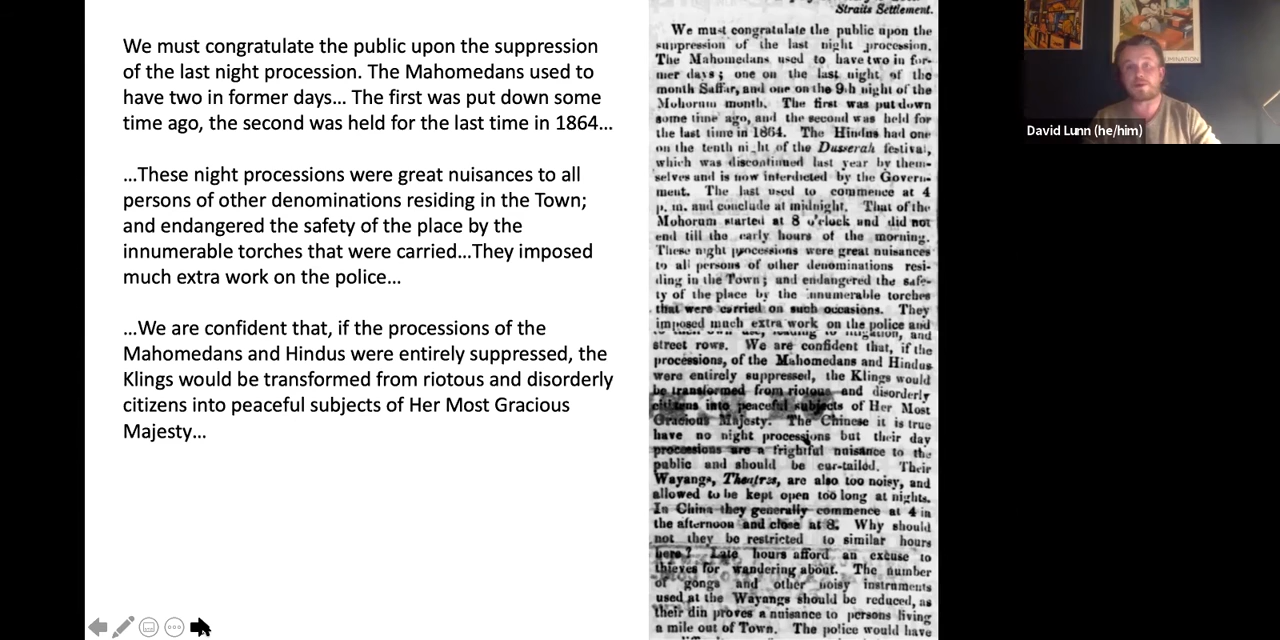 We must congratulate the public upon the suppression
of the last night procession. The Mahomedans used to
have two in former days… The first was put down some
time ago, the second was held for the last time in 1864…
…These night processions were great nuisances to all
persons of other denominations residing in the Town;
and endangered the safety of the place by the
innumerable torches that were carried…They imposed
much extra work on the police…
…We are confident that, if the processions of the
Mahomedans and Hindus were entirely suppressed, the
Klings would be transformed from riotous and disorderly
citizens into peaceful subjects of Her Most Gracious
Majesty…
Straits Settlement.
We must congratulate the public upon the
suppression of the last night procession.
The Mahomedans used to have two in for-
mer days; one on the last night of the
month Saffar, and one on the 9th night of the
Mohorum month. The first was put down
some time ago, and the second was held for
the last time in 1864. The Hindus had one
on the tenth night of the Dusserah festival,
which was discontinued last year by them-
selves and is now interdicted by the Govern-
ment. The last used to commence at 4
p. m. and conclude at midnight. That of the
Mohorum started at 8 o'clock and did not
end till the early hours of the morning.
These night processions were great nuisances
to all persons of other denominations resi-
ding in the Town; and endangered the safe-
ty of the place by the innumerable torches
that were carried on such occasions. They
imposed much extra work on the police and
street rows. We are confident that, if the
processions, of the Mahomedans and Hindus
were entirely suppressed, the Klings would
be transformed from riotous and disorderly
citizens into peaceful subjects of Her Most
Gracious Majesty. The Chinese it is true
have no night processions but their day
processions are a frightful nuisance to the
public and should be cur-tailed. Their
Wayangs, Theatres, are also too noisy, and
allowed to be kept open too long at nights.
In China they generally commence at 4 in
the afternoon and close at 8. Why should
not they be restricted to similar hours
here? Late hours afford an excuse to
thieves for wandering about. The number
of gongs and other noisy instruments
used at the Wayangs should be reduced, as
their din proves a nuisance to persons living
a mile out of Town. The police would have
David Lunn (he/him)